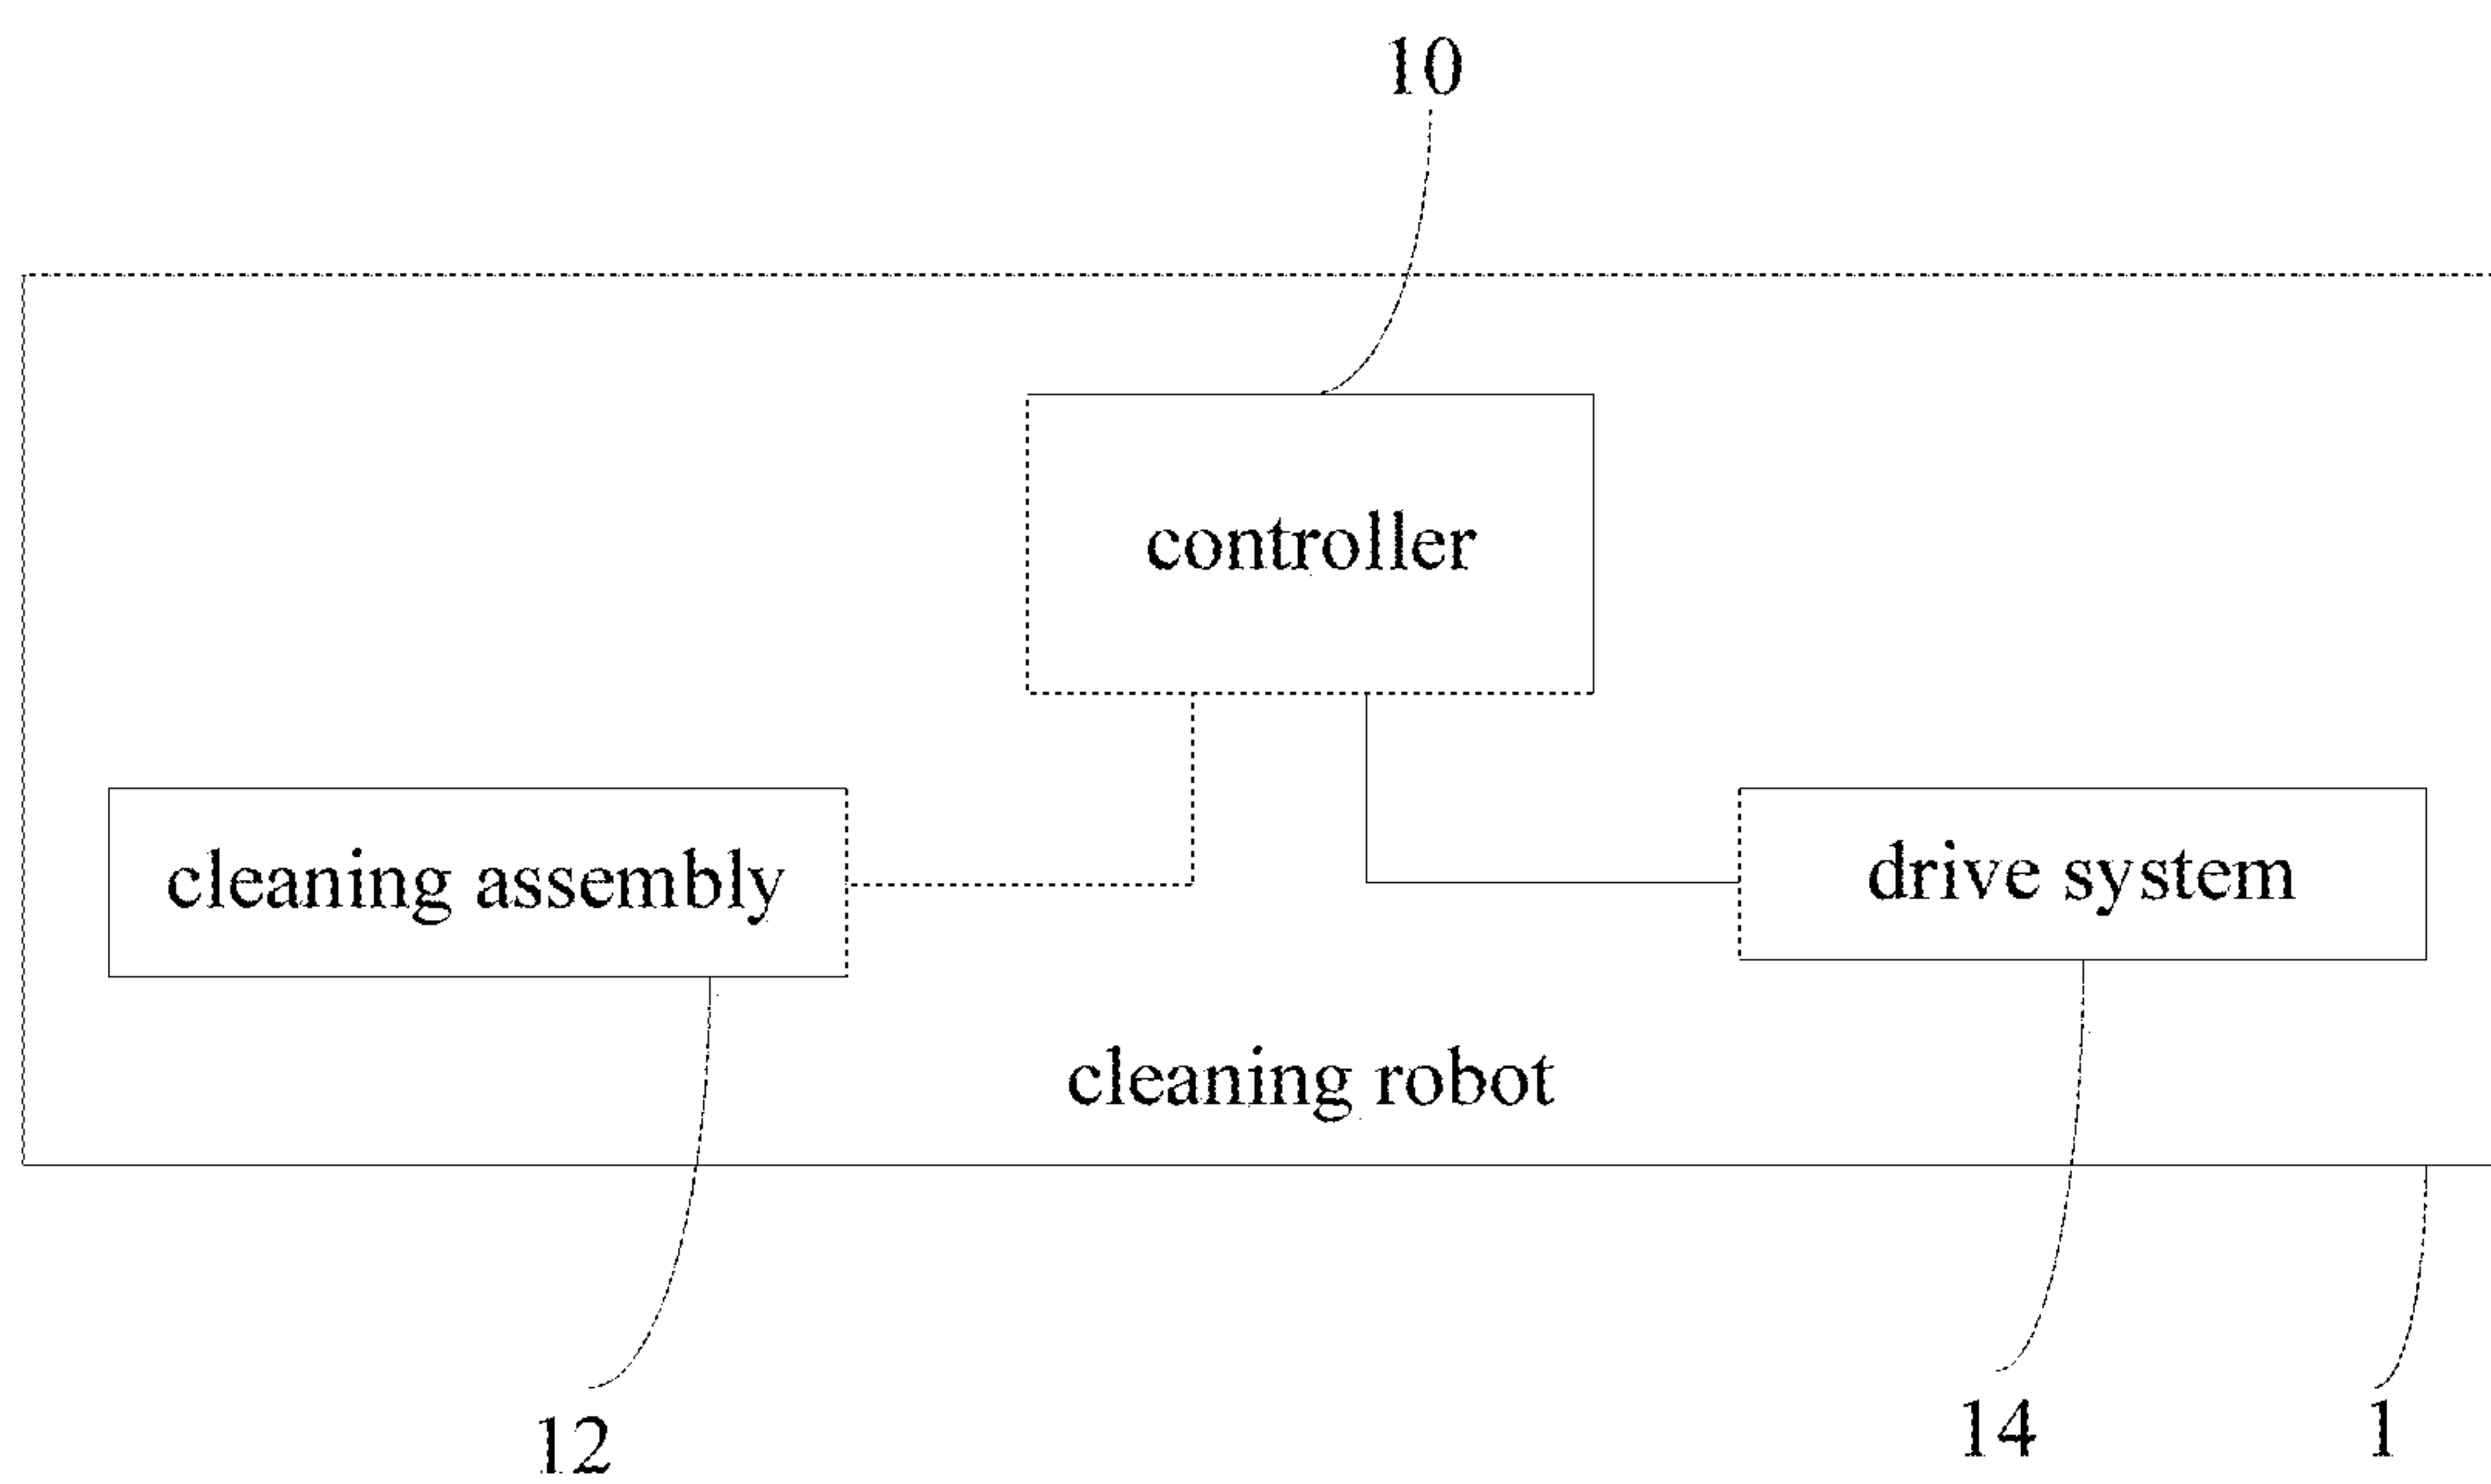 10
controller
cleaning assembly
drive system
cleaning robot
12
14
1